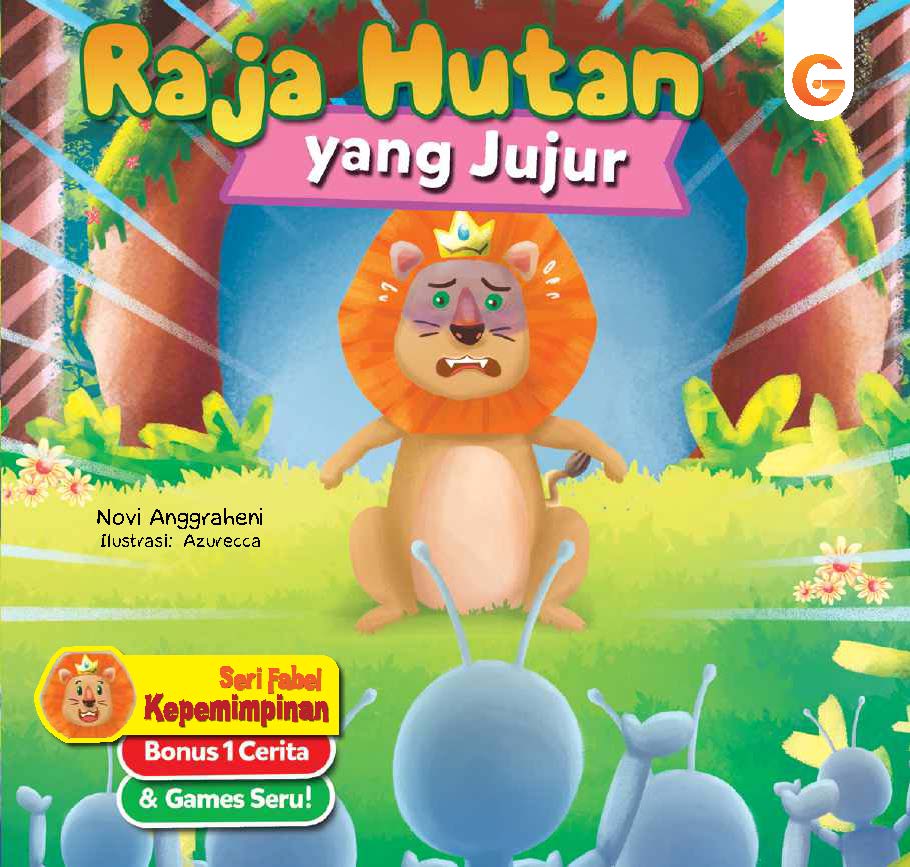 Raja Hutan
yang Jujur
G
Novi Anggraheni
Ilustrasi: Azurecca
Seri Fabel
Kepemimpinan
Bonus 1 Cerita
& Games Seru!